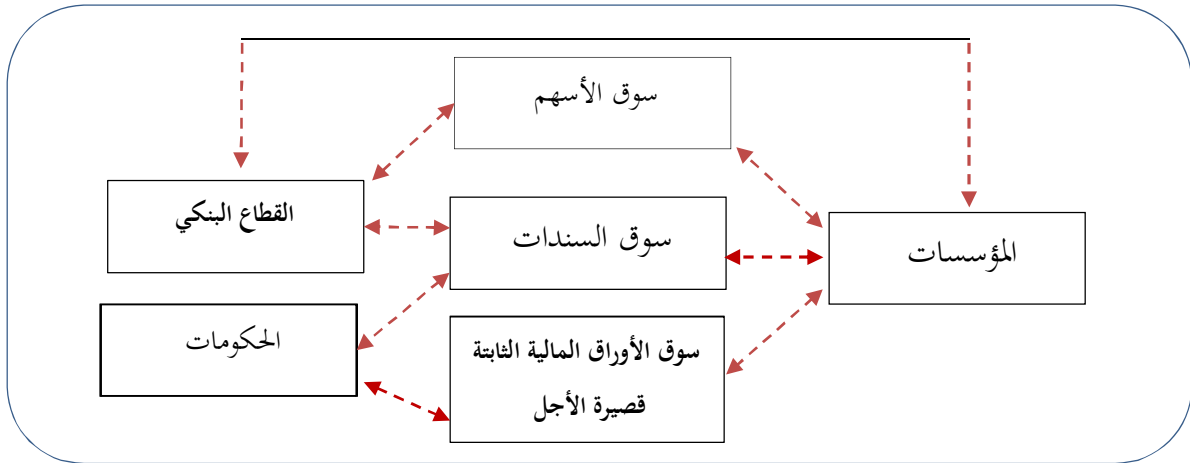 سوق الأسهم
القطاع البنكي
سوق السندات
المؤسسات
الحكومات
سوق الأوراق المالية الثابتة
قصيرة الأجل